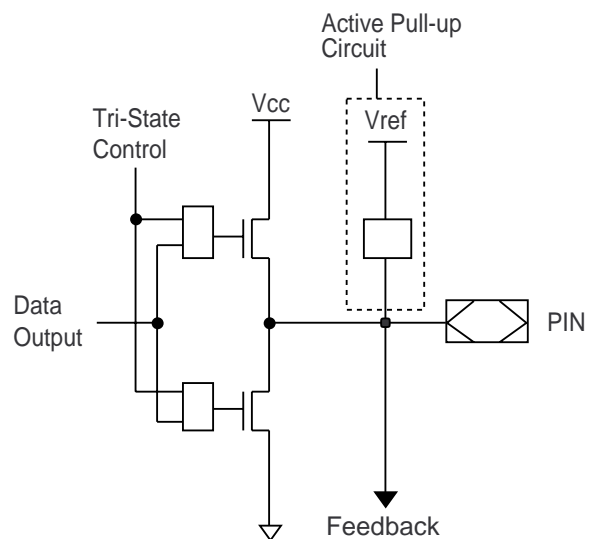 Active Pull-up
Circuit
Vcc
Vref
Tri-State
Control
Data
Output
PIN
Feedback